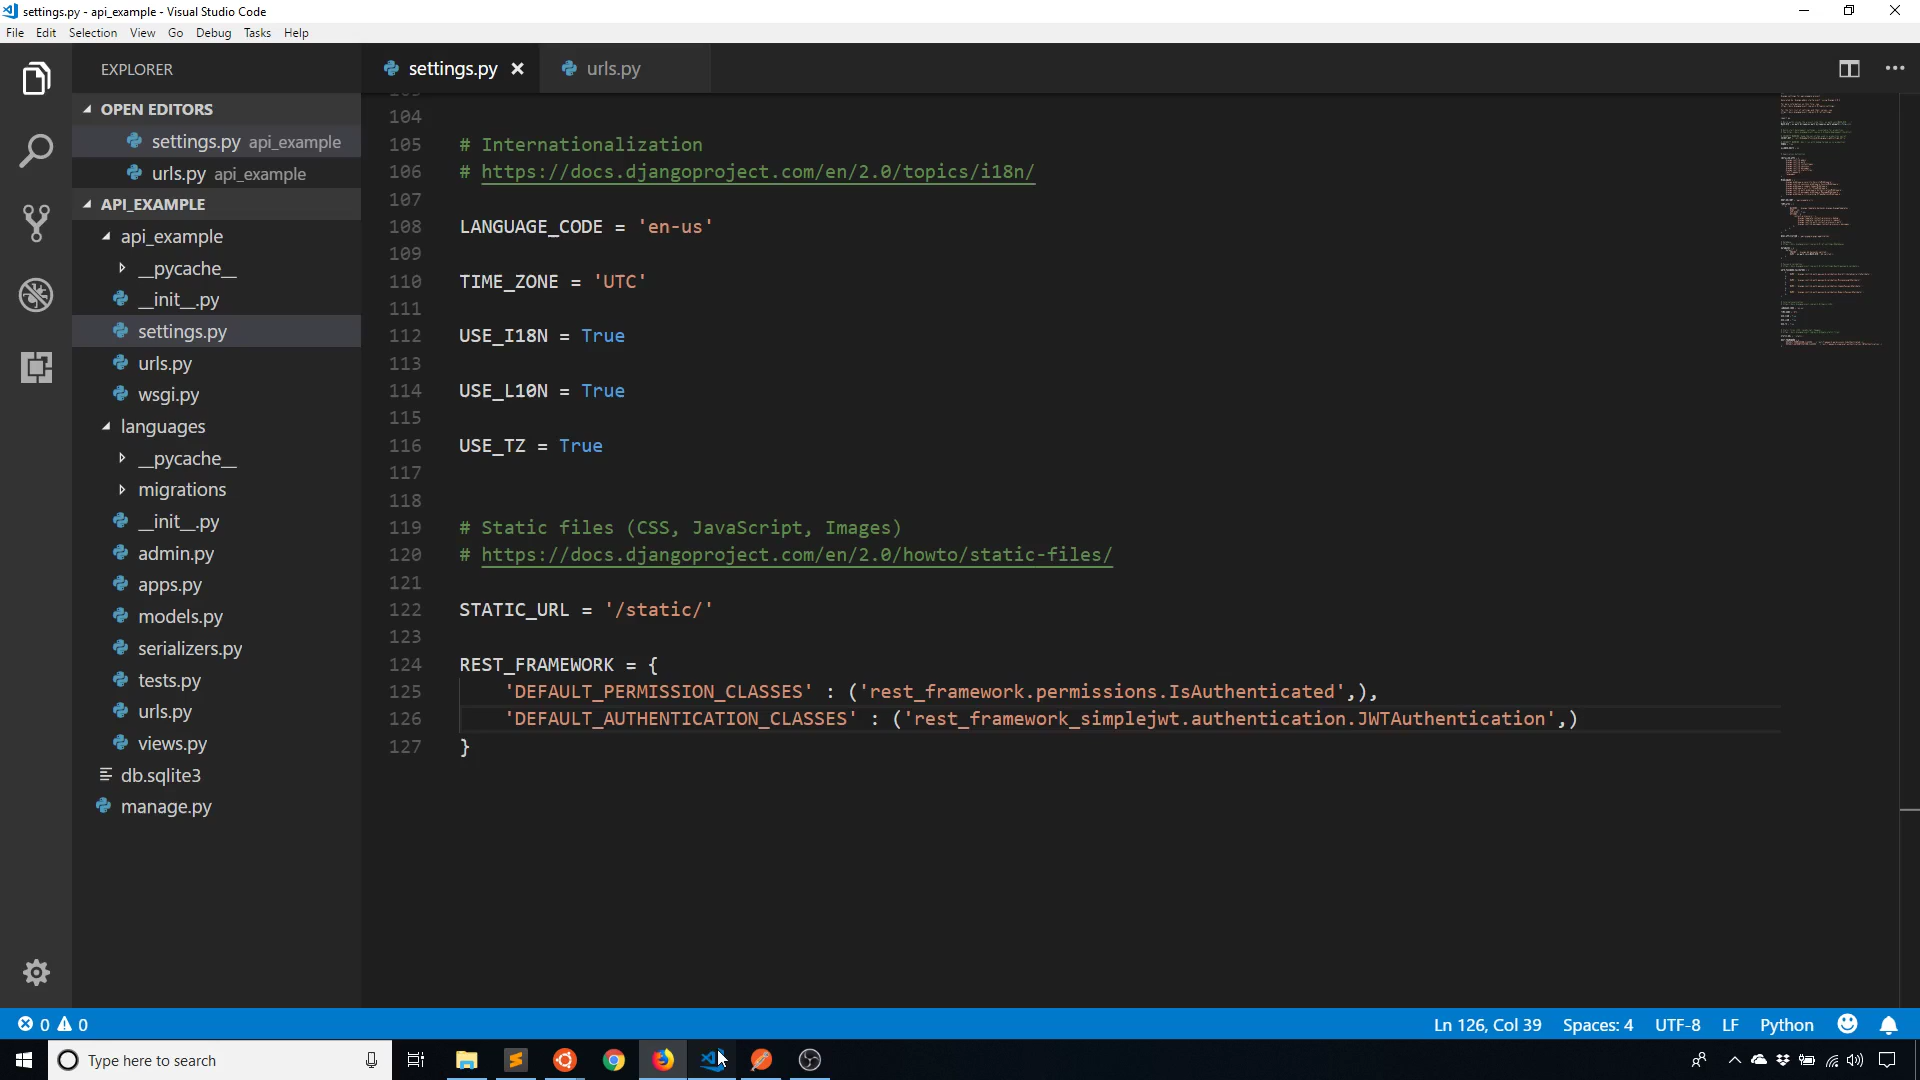 settings.py - api_example - Visual Studio Code
File Edit Selection View Go Debug Tasks Help
EXPLORER
OPEN EDITORS
settings.py api_example
urls.py api_example
API_EXAMPLE
api_example
__pycache__
__init__.py
settings.py
urls.py
wsgi.py
languages
__pycache__
migrations
__init__.py
admin.py
apps.py
models.py
serializers.py
tests.py
urls.py
views.py
db.sqlite3
manage.py
settings.py urls.py
104
105 # Internationalization
106 # https://docs.djangoproject.com/en/2.0/topics/i18n/
107
108 LANGUAGE_CODE = 'en-us'
109
110 TIME_ZONE = 'UTC'
111
112 USE_I18N = True
113
114 USE_L10N = True
115
116 USE_TZ = True
117
118
119 # Static files (CSS, JavaScript, Images)
120 # https://docs.djangoproject.com/en/2.0/howto/static-files/
121
122 STATIC_URL = '/static/'
123
124 REST_FRAMEWORK = {
125 'DEFAULT_PERMISSION_CLASSES' : ('rest_framework.permissions.IsAuthenticated',),
126 'DEFAULT_AUTHENTICATION_CLASSES' : ('rest_framework_simplejwt.authentication.JWTAuthentication',)
127 }
0 0 Ln 126, Col 39 Spaces: 4 UTF-8 LF Python
Type here to search